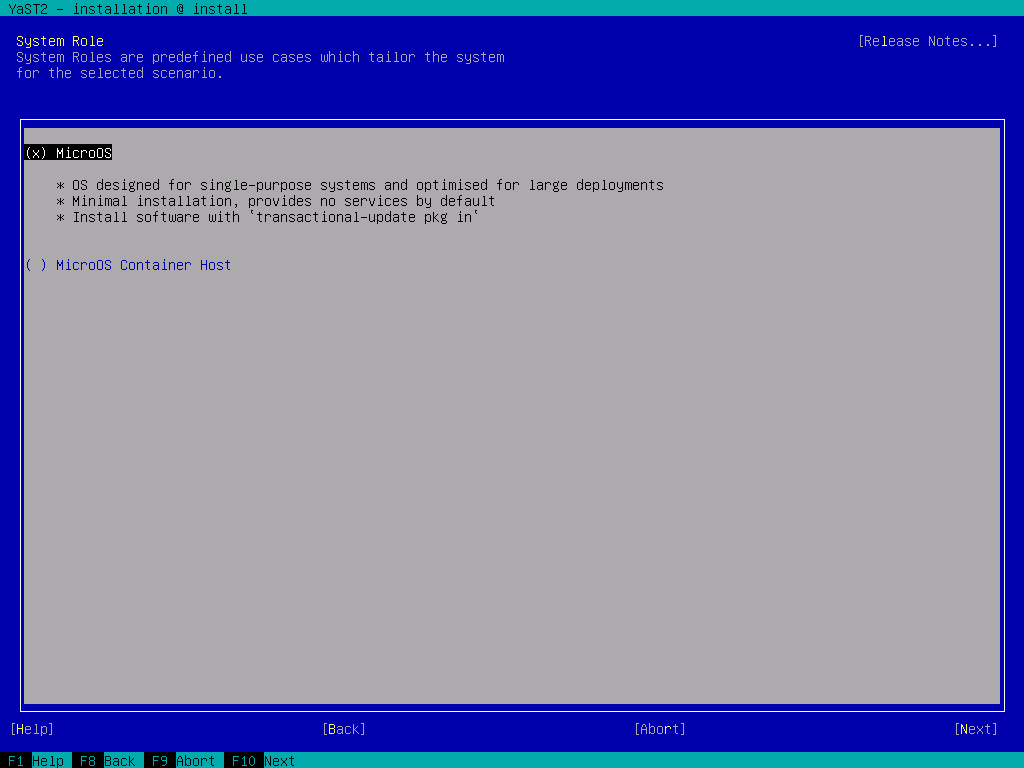 YaST2 - installation @ install
System Role [Release Notes...]
System Roles are predefined use cases which tailor the system
for the selected scenario.
(x) MicroOS
* OS designed for single-purpose systems and optimised for large deployments
* Minimal installation, provides no services by default
* Install software with `transactional-update pkg in`
( ) MicroOS Container Host
[Help] [Back] [Abort] [Next]
F1 Help F8 Back F9 Abort F10 Next